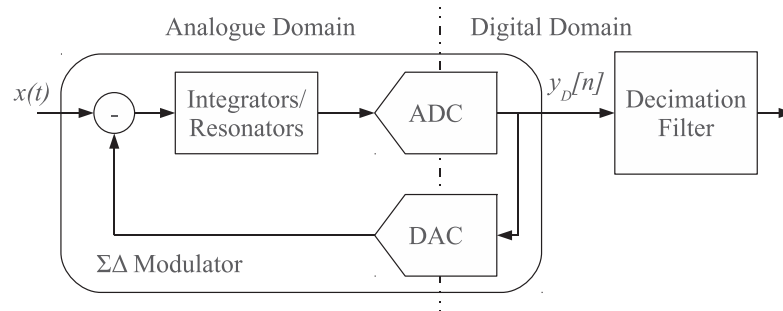 Analogue Domain
Digital Domain
x(t)
-
Integrators/
Resonators
ADC
y_D[n]
Decimation
Filter
DAC
ΣΔ Modulator